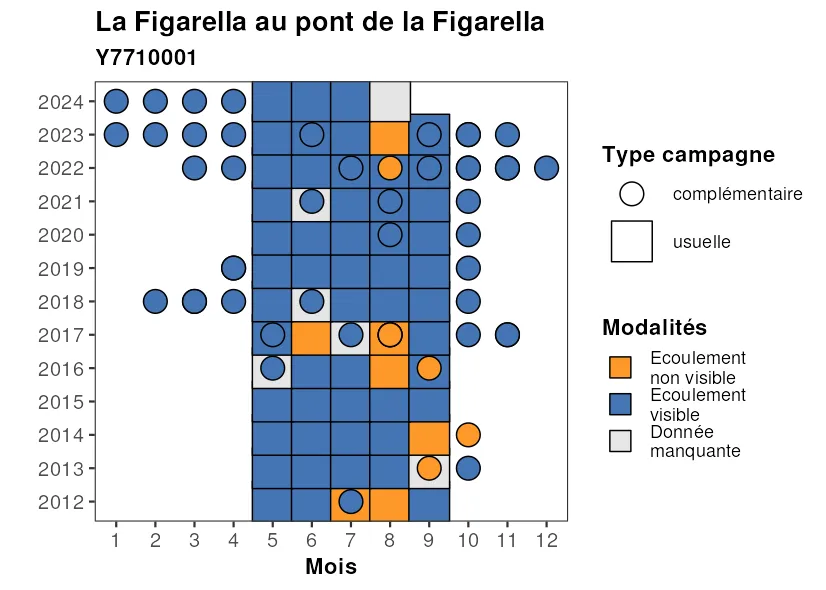 La Figarella au pont de la Figarella
Y7710001
2024
2023
2022
2021
2020
2019
2018
2017
2016
2015
2014
2013
2012
1 2 3 4 5 6 7 8 9 10 11 12
Mois
Type campagne
complémentaire
usuelle
Modalités
Ecoulement
non visible
Ecoulement
visible
Donnée
manquante